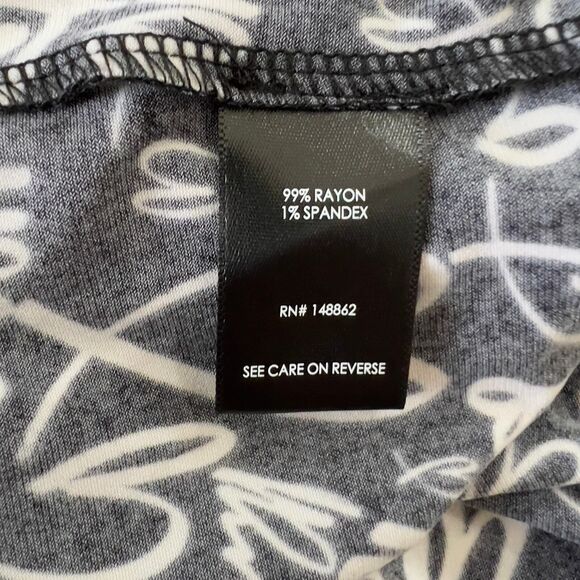 99% RAYON
1% SPANDEX
RN# 148862
SEE CARE ON REVERSE